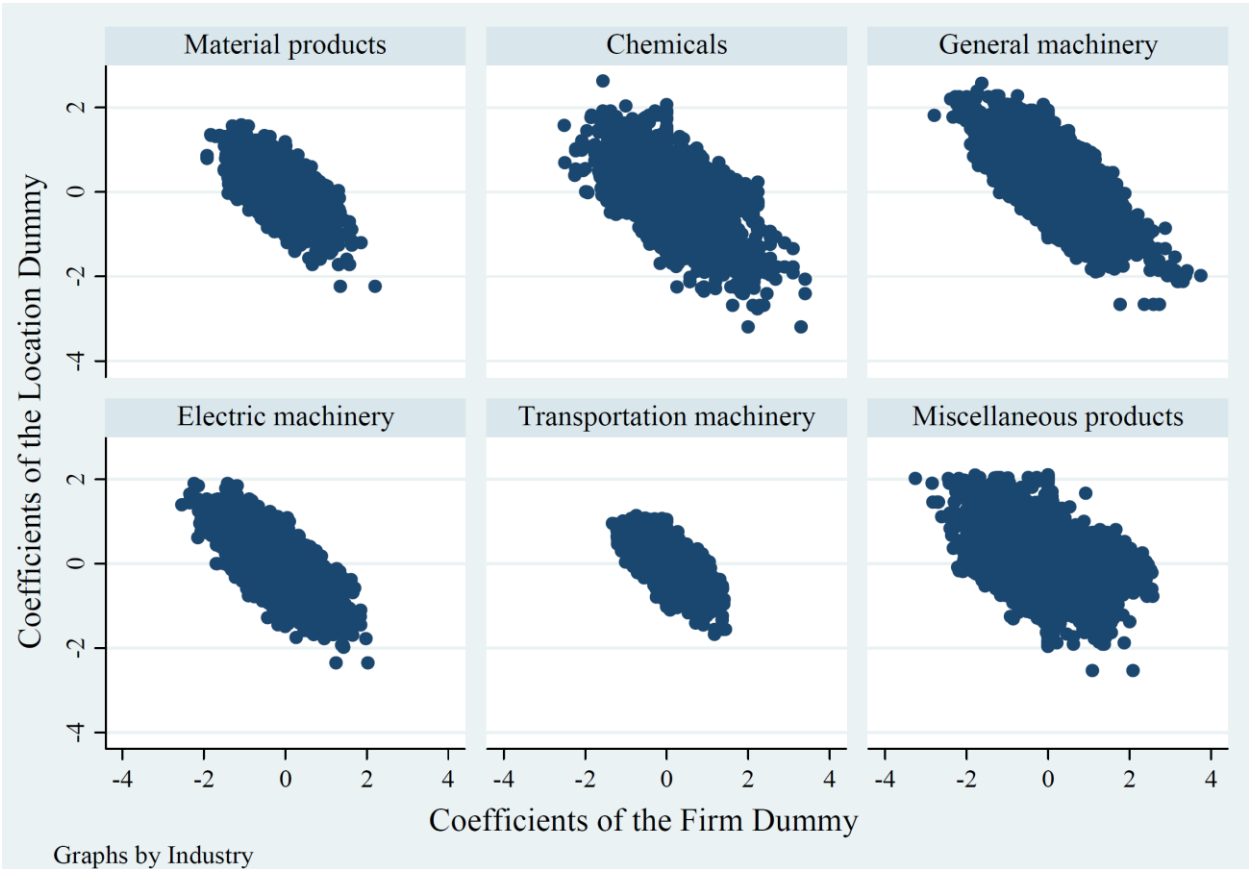 Material products
Chemicals
General machinery
2
0
-2
-4
Electric machinery
Transportation machinery
Miscellaneous products
2
0
-2
-4
-4 -2 0 2 4
-4 -2 0 2 4
-4 -2 0 2 4
Coefficients of the Location Dummy
Coefficients of the Firm Dummy
Graphs by Industry